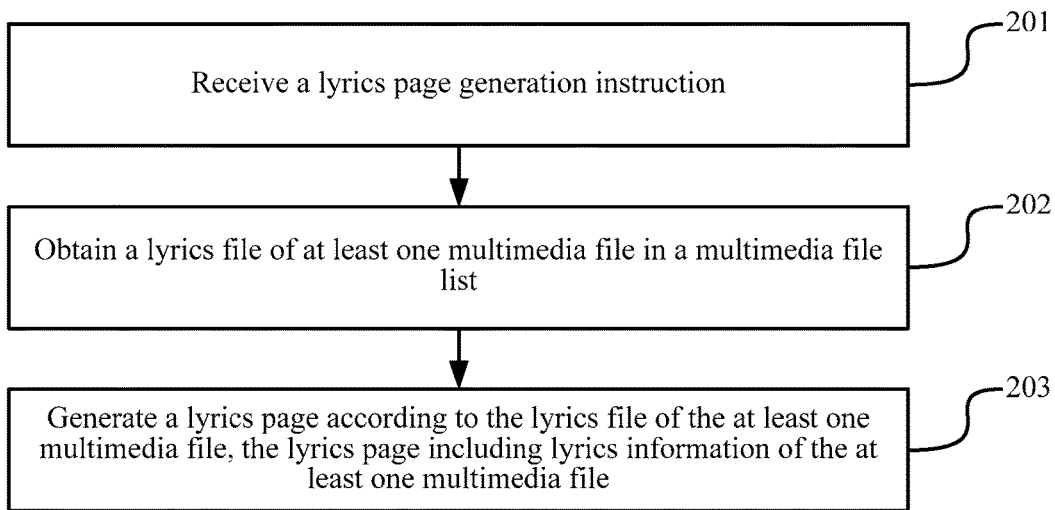 201
Receive a lyrics page generation instruction
202
Obtain a lyrics file of at least one multimedia file in a multimedia file
list
203
Generate a lyrics page according to the lyrics file of the at least one
multimedia file, the lyrics page including lyrics information of the at
least one multimedia file